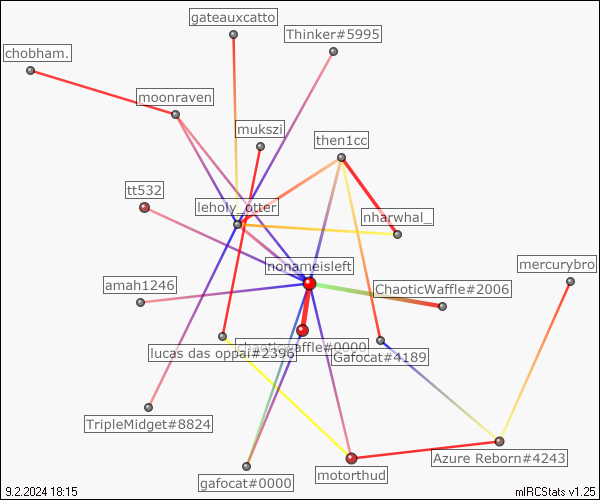 gateauxcatto
Thinker#5995
chobham.
moonraven
mukszi
then1cc
tt532
leholy_otter
nharwhal_
nonameisleft
mercurybro
amah1246
ChaoticWaffle#2006
chaoticwaffle#0000
lucas das oppai#2396
Gafocat#4189
TripleMidget#8824
Azure Reborn#4243
gafocat#0000
motorthud
9.2.2024 18:15
mIRCStats v1.25